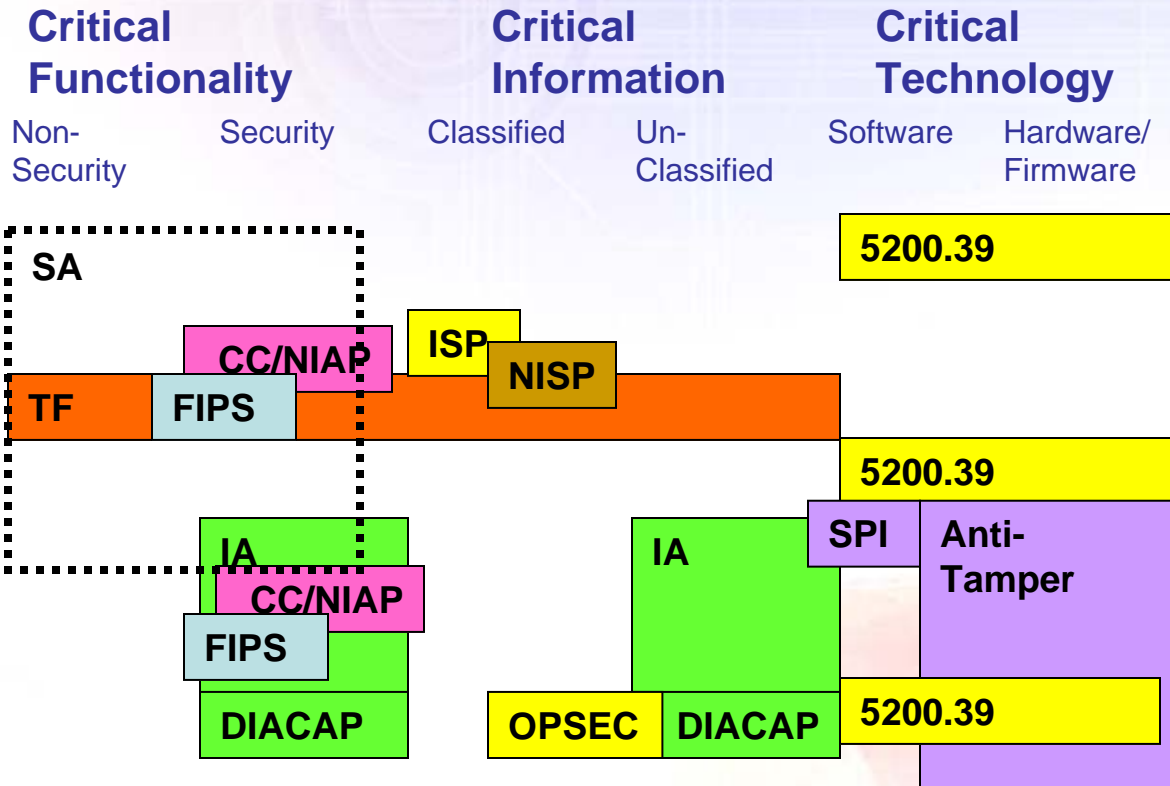 Critical
Functionality
Critical
Information
Critical
Technology
Non-
Security
Security
Classified
Un-
Classified
Software
Hardware/
Firmware
SA
5200.39
CC/NIAP
ISP
NISP
TF
FIPS
5200.39
IA
IA
SPI
Anti-
Tamper
CC/NIAP
FIPS
DIACAP
OPSEC
DIACAP
5200.39